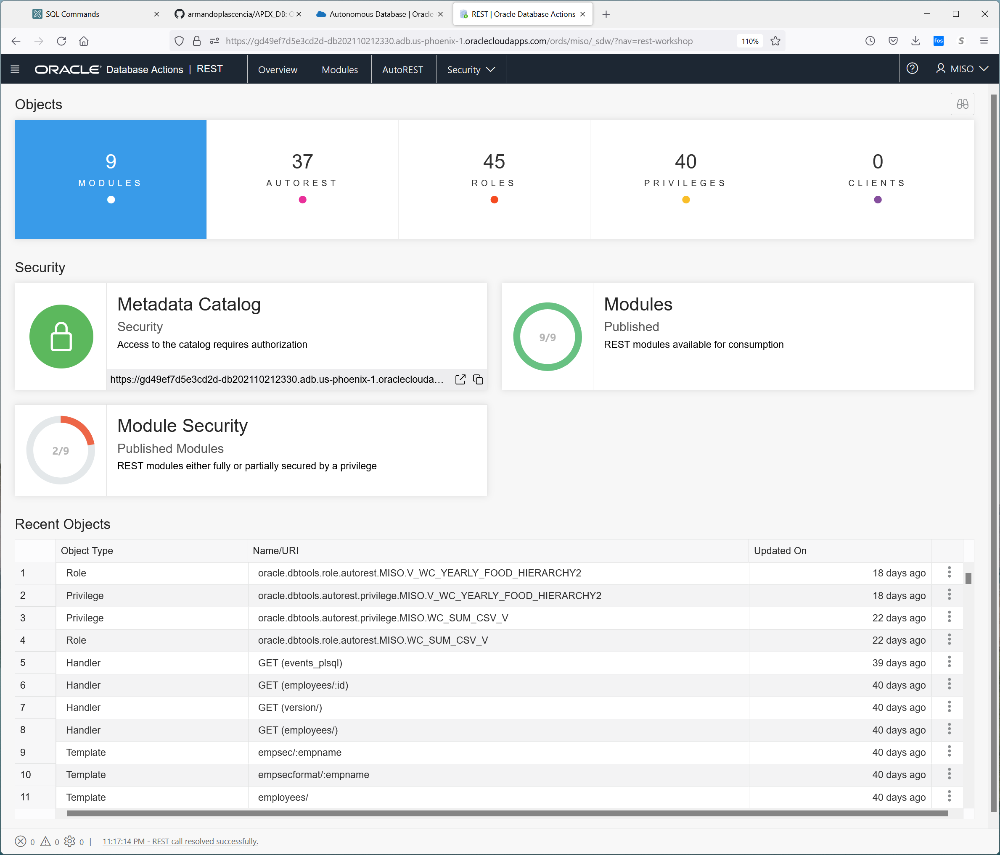 SQL Commands
armandoplascencia/APEX_DB: O
Autonomous Database | Oracle
REST | Oracle Database Actions
https://gd49ef7d5e3cd2d-db202110212330.adb.us-phoenix-1.oraclecloudapps.com/ords/miso/_sdw/?nav=rest-workshop
110%
fos
S
ORACLE Database Actions | REST
Overview
Modules
AutoREST
Security
MISO
Objects
9
MODULES
37
AUTOREST
45
ROLES
40
PRIVILEGES
0
CLIENTS
Security
Metadata Catalog
Security
Access to the catalog requires authorization
https://gd49ef7d5e3cd2d-db202110212330.adb.us-phoenix-1.oracleclouda...
9/9
Modules
Published
REST modules available for consumption
2/9
Module Security
Published Modules
REST modules either fully or partially secured by a privilege
Recent Objects
Object Type Name/URI Updated On
1 Role oracle.dbtools.role.autorest.MISO.V_WC_YEARLY_FOOD_HIERARCHY2 18 days ago
2 Privilege oracle.dbtools.autorest.privilege.MISO.V_WC_YEARLY_FOOD_HIERARCHY2 18 days ago
3 Privilege oracle.dbtools.autorest.privilege.MISO.WC_SUM_CSV_V 22 days ago
4 Role oracle.dbtools.role.autorest.MISO.WC_SUM_CSV_V 22 days ago
5 Handler GET (events_plsql) 39 days ago
6 Handler GET (employees/:id) 40 days ago
7 Handler GET (version/) 40 days ago
8 Handler GET (employees/) 40 days ago
9 Template empsec/:empname 40 days ago
10 Template empsecformat/:empname 40 days ago
11 Template employees/ 40 days ago
0 0 0 | 11:17:14 PM - REST call resolved successfully.